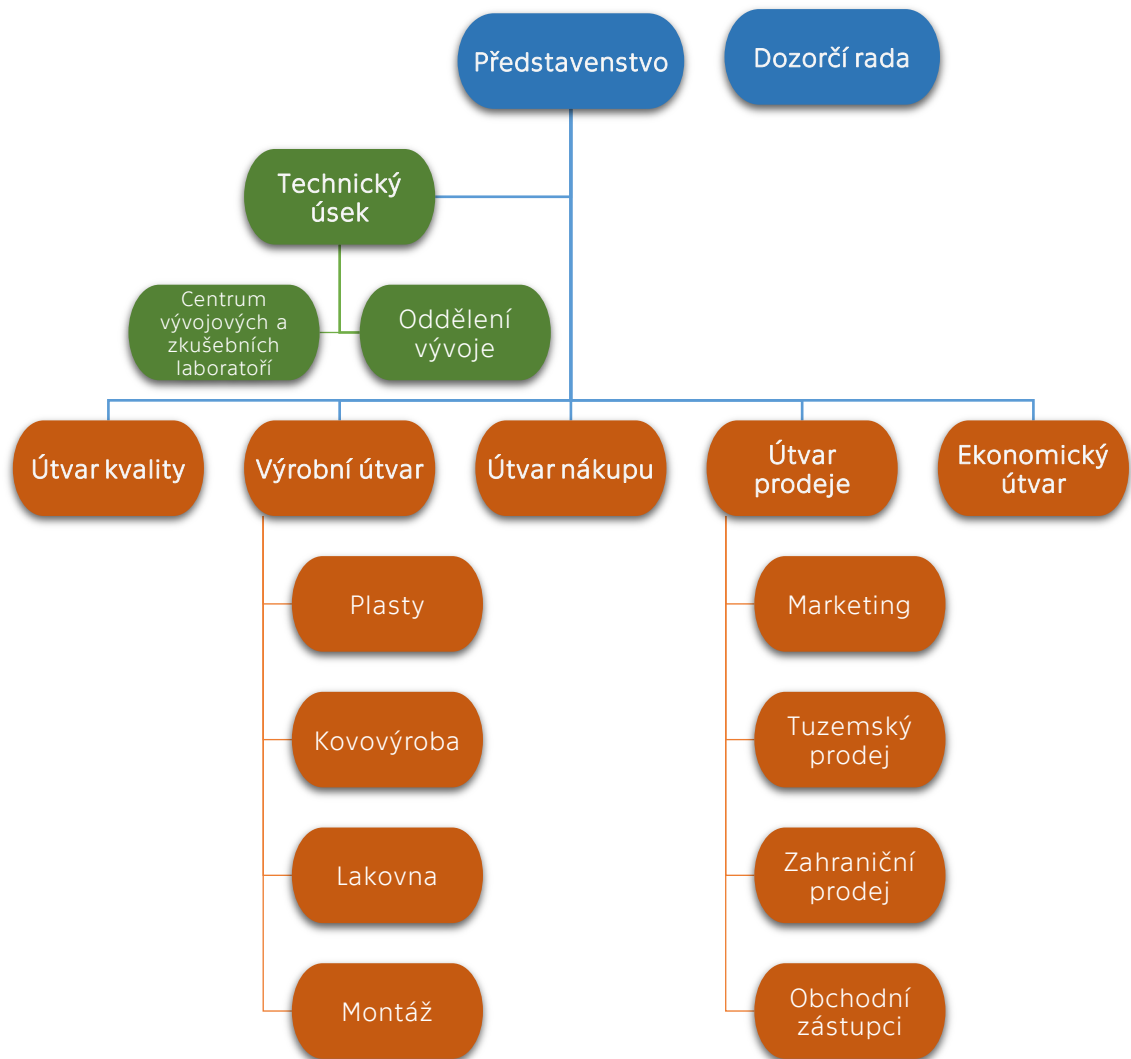 Představenstvo
Dozorčí rada
Technický
úsek
Centrum
vývojových a
zkušebních
laboratoří
Oddělení
vývoje
Útvar kvality
Výrobní útvar
Útvar nákupu
Útvar
prodeje
Ekonomický
útvar
Plasty
Kovovýroba
Lakovna
Montáž
Marketing
Tuzemský
prodej
Zahraniční
prodej
Obchodní
zástupci